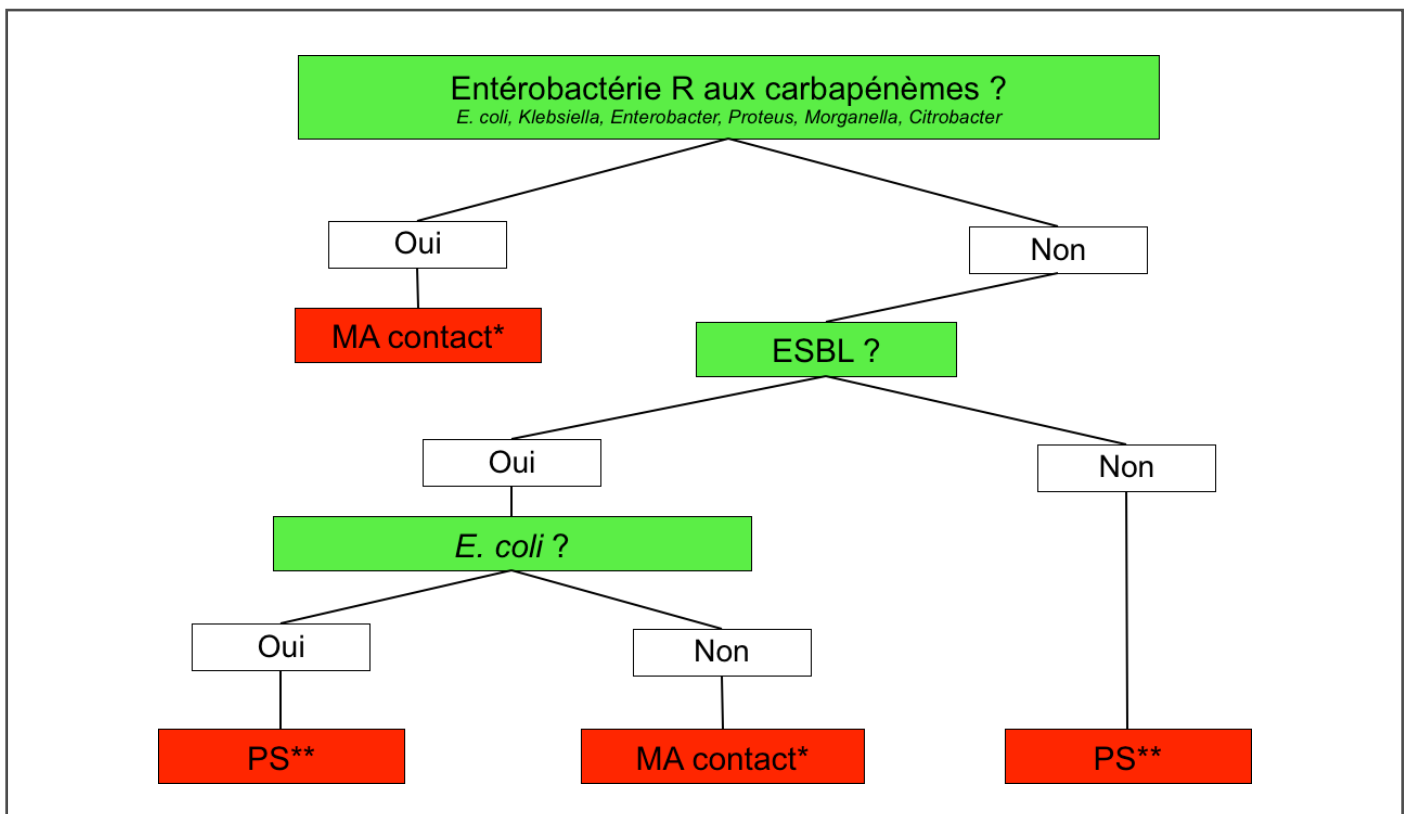 Entérobactérie R aux carbapénèmes ?
E. coli, Klebsiella, Enterobacter, Proteus, Morganella, Citrobacter
Oui
Non
MA contact*
ESBL ?
Oui
Non
E. coli ?
Oui
Non
PS**
MA contact*
PS**